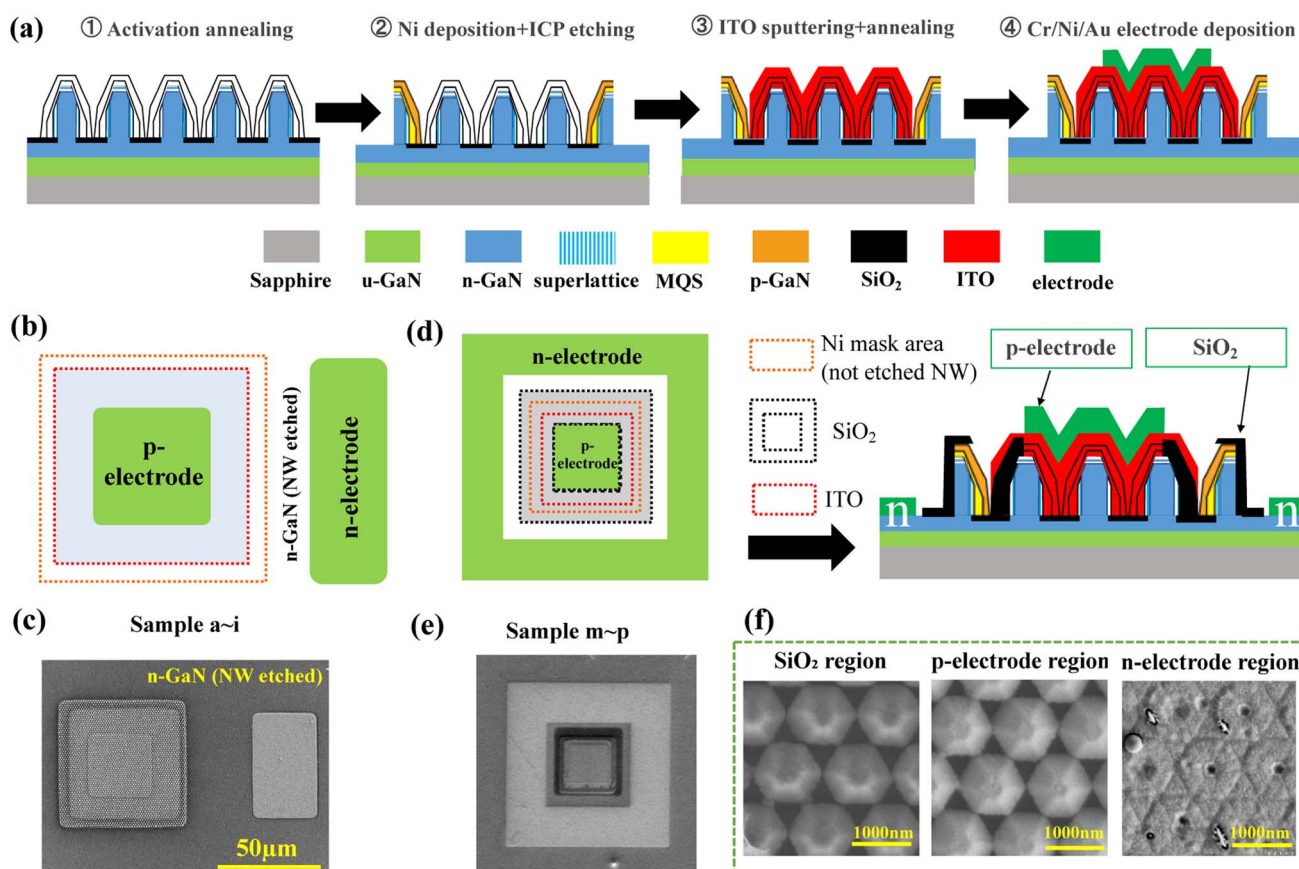 (a)
① Activation annealing
② Ni deposition+ICP etching
③ ITO sputtering+annealing
④ Cr/Ni/Au electrode deposition
Sapphire
u-GaN
n-GaN
superlattice
MQS
p-GaN
SiO₂
ITO
electrode
(b)
p-
electrode
n-GaN (NW etched)
n-electrode
(d)
n-electrode
p-
electrode
Ni mask area
(not etched NW)
SiO₂
ITO
p-electrode
SiO₂
n
n
(c)
Sample a~i
n-GaN (NW etched)
50μm
(e)
Sample m~p
(f)
SiO₂ region
p-electrode region
n-electrode region
1000nm
1000nm
1000nm